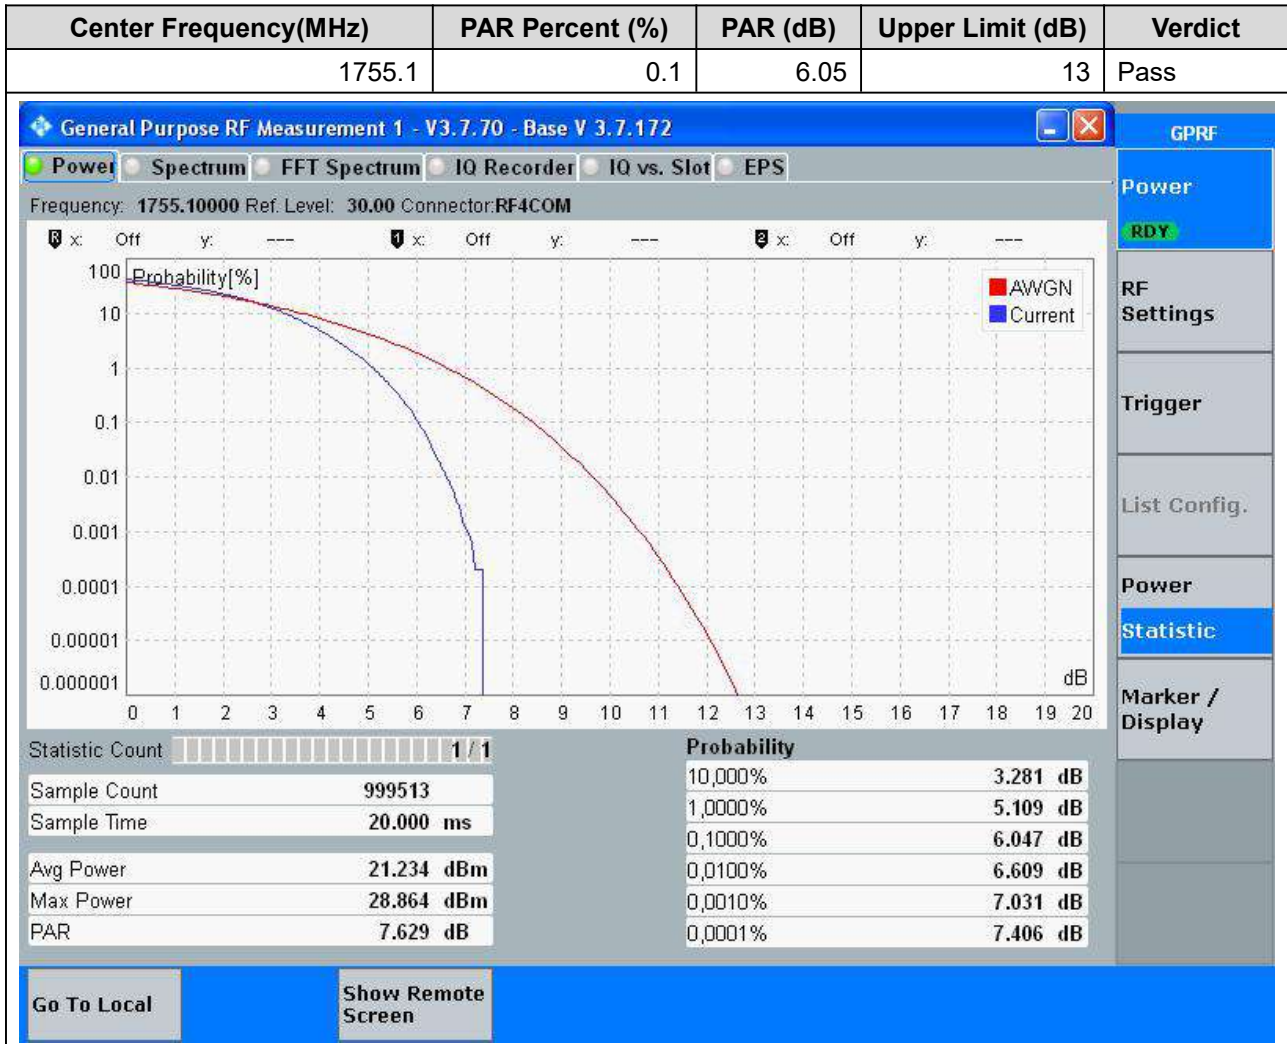 Center Frequency(MHz) PAR Percent (%) PAR (dB) Upper Limit (dB) Verdict
1755.1 0.1 6.05 13 Pass
General Purpose RF Measurement 1 - V3.7.70 - Base V 3.7.172
GPRF
Power Spectrum FFT Spectrum IQ Recorder IQ vs. Slot EPS
Power
RDY
Frequency: 1755.10000 Ref. Level: 30.00 Connector:RF4COM
R x: Off y: --- 1 x: Off y: --- 2 x: Off y: ---
Probability[%]
AWGN
Current
100
10
1
0.1
0.01
0.001
0.0001
0.00001
0.000001
dB
0 1 2 3 4 5 6 7 8 9 10 11 12 13 14 15 16 17 18 19 20
RF
Settings
Trigger
List Config.
Power
Statistic
Marker /
Display
Statistic Count 1 / 1
Sample Count 999513
Sample Time 20.000 ms
Avg Power 21.234 dBm
Max Power 28.864 dBm
PAR 7.629 dB
Probability
10,000% 3.281 dB
1,0000% 5.109 dB
0,1000% 6.047 dB
0,0100% 6.609 dB
0,0010% 7.031 dB
0,0001% 7.406 dB
Go To Local
Show Remote
Screen